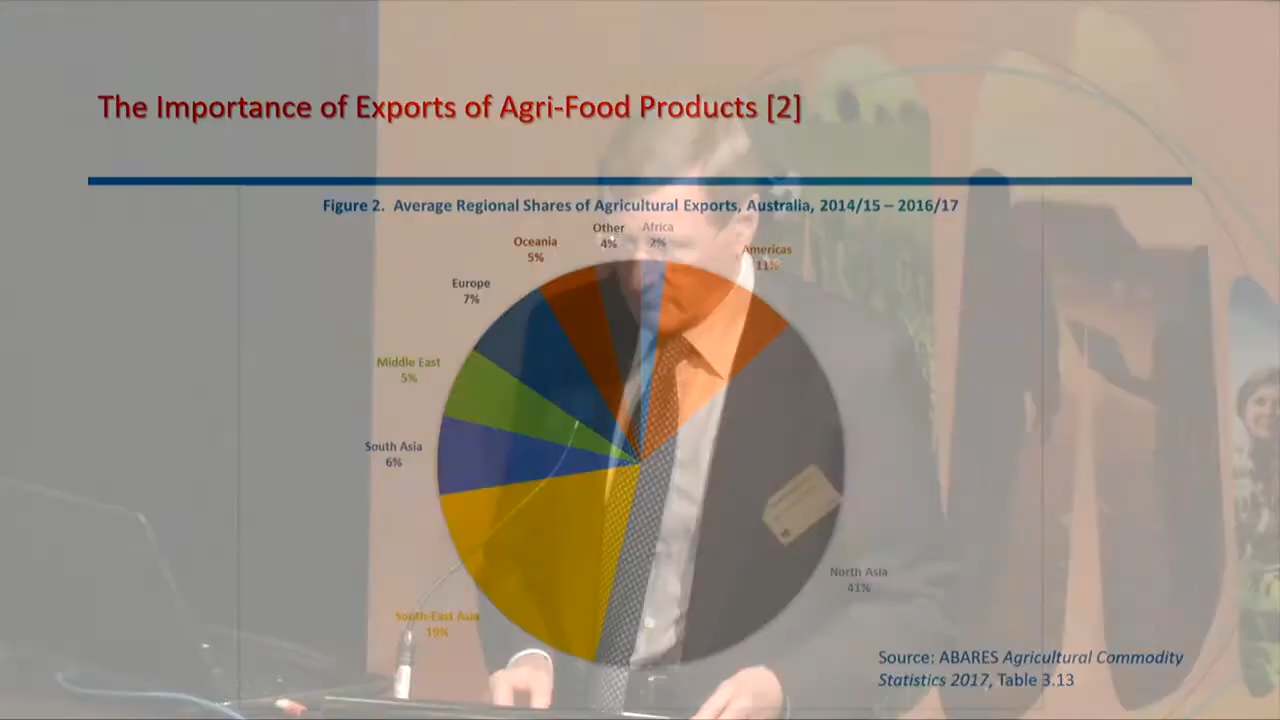 The Importance of Exports of Agri-Food Products [2]
Figure 2. Average Regional Shares of Agricultural Exports, Australia, 2014/15 – 2016/17
Other
4%
Africa
2%
Oceania
5%
Americas
11%
Europe
7%
Middle East
5%
South Asia
6%
North Asia
41%
South-East Asia
19%
Source: ABARES Agricultural Commodity
Statistics 2017, Table 3.13